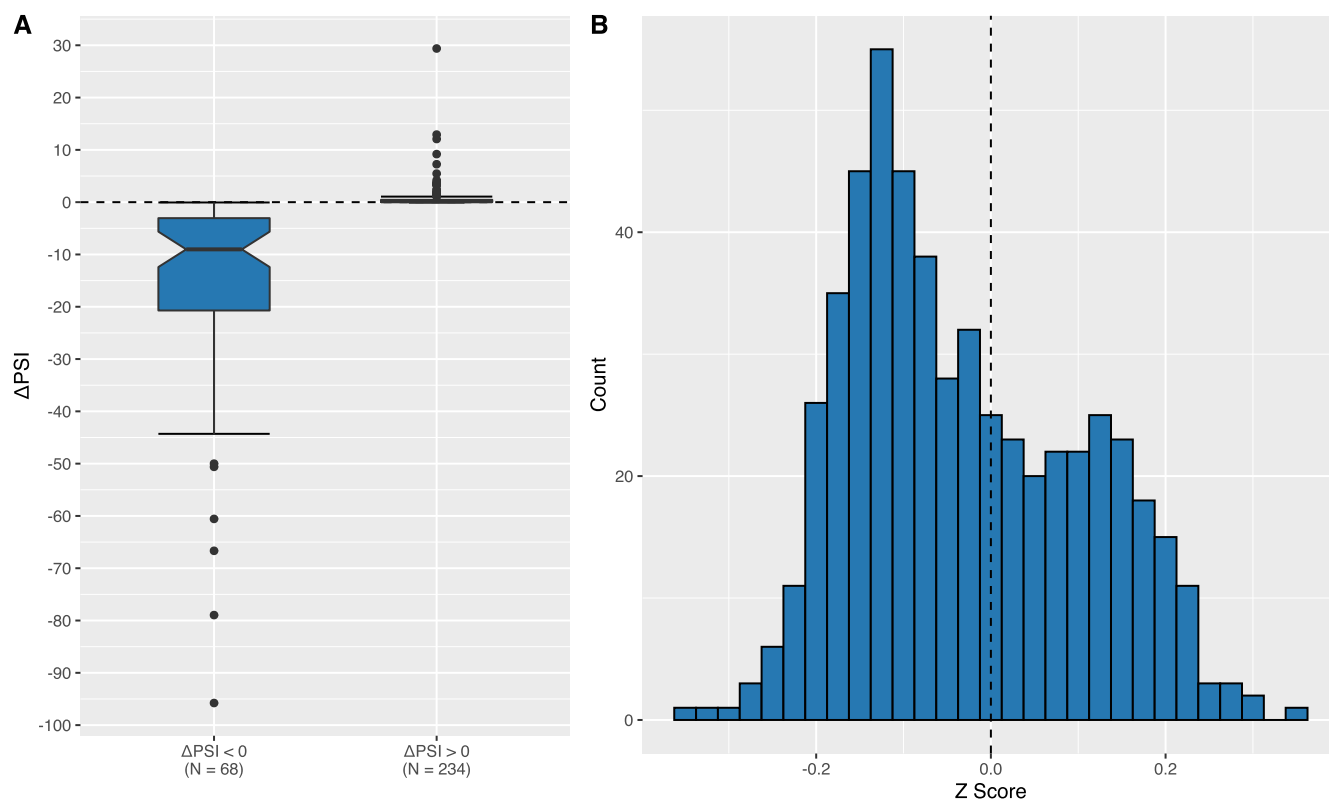 A
ΔPSI
30
20
10
0
-10
-20
-30
-40
-50
-60
-70
-80
-90
-100
ΔPSI < 0
(N = 68)
ΔPSI > 0
(N = 234)
B
Count
40
20
0
-0.2
0.0
0.2
Z Score